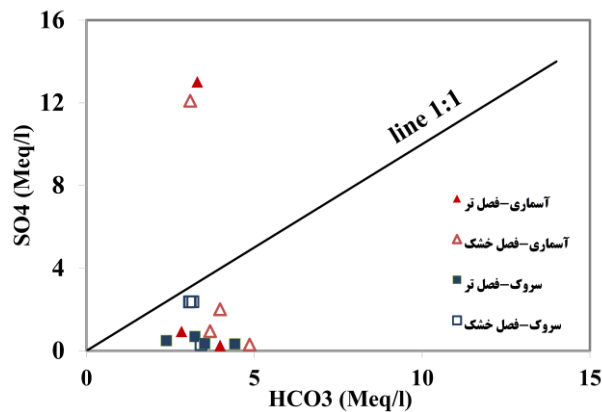 16
12
8
4
0
SO4 (Meq/l)
line 1:1
آسماری-فصل تر
آسماری-فصل خشک
سروک-فصل تر
سروک-فصل خشک
0
5
10
15
HCO3 (Meq/l)